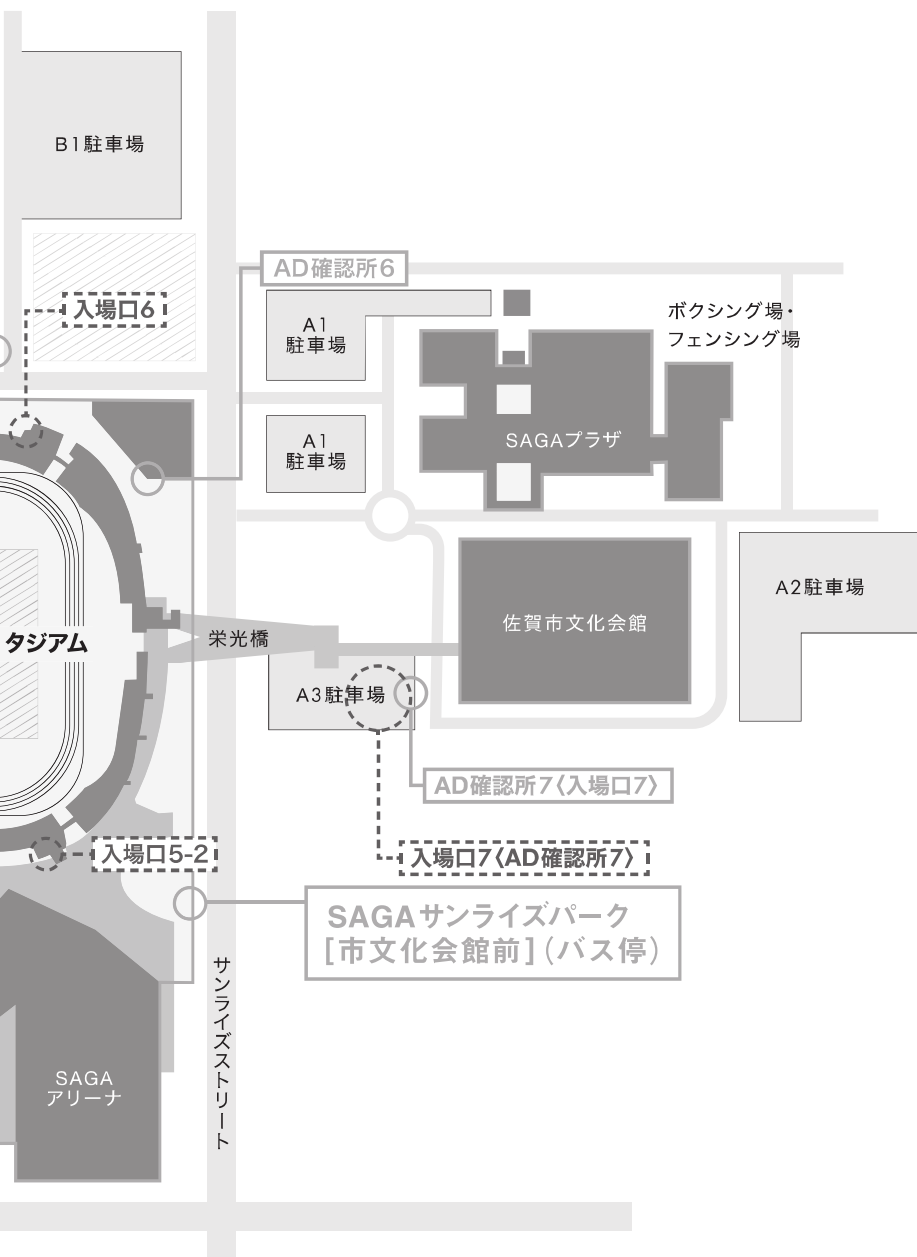 B1駐車場
AD確認所6
入場口6
A1
駐車場
ボクシング場・
フェンシング場
A1
駐車場
SAGAプラザ
A2駐車場
佐賀市文化会館
タジアム
栄光橋
A3駐車場
AD確認所7〈入場口7〉
入場口5-2
入場口7〈AD確認所7〉
SAGAサンライズパーク
[市文化会館前](バス停)
サンライズストリート
SAGA
アリーナ